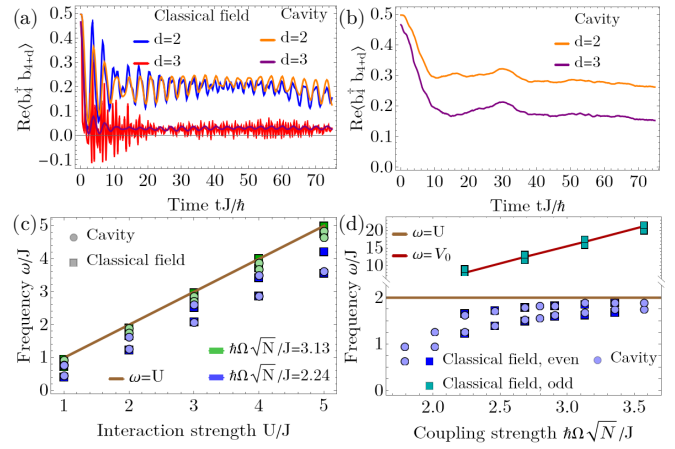 (a)
Classical field
Cavity
d=2
d=2
d=3
d=3
Re⟨b₄† b₄₊d⟩
0.5
0.4
0.3
0.2
0.1
0.0
−0.1
0 10 20 30 40 50 60 70
Time tJ/ħ
(b)
Cavity
d=2
d=3
Re⟨b₄† b₄₊d⟩
0.5
0.4
0.3
0.2
0.1
0.
0 10 20 30 40 50 60 70
Time tJ/ħ
(c)
Cavity
Classical field
ħΩ√N/J=3.13
ω=U
ħΩ√N/J=2.24
Frequency ω/J
5
4
3
2
1
0
1 2 3 4 5
Interaction strength U/J
(d)
ω=U
ω=V₀
Classical field, even
Cavity
Classical field, odd
Frequency ω/J
20
15
10
2
1
0
2.0 2.5 3.0 3.5
Coupling strength ħΩ√N/J